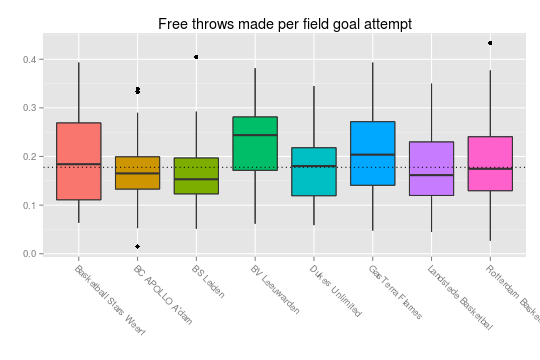 Free throws made per field goal attempt
0.4
0.3
0.2
0.1
0.0
Basketball Stars Weert
BC APOLLO A'dam
BS Leiden
BV Leeuwarden
Dukes Unlimited
GasTerra Flames
Landstede Basketbal
Rotterdam Baske